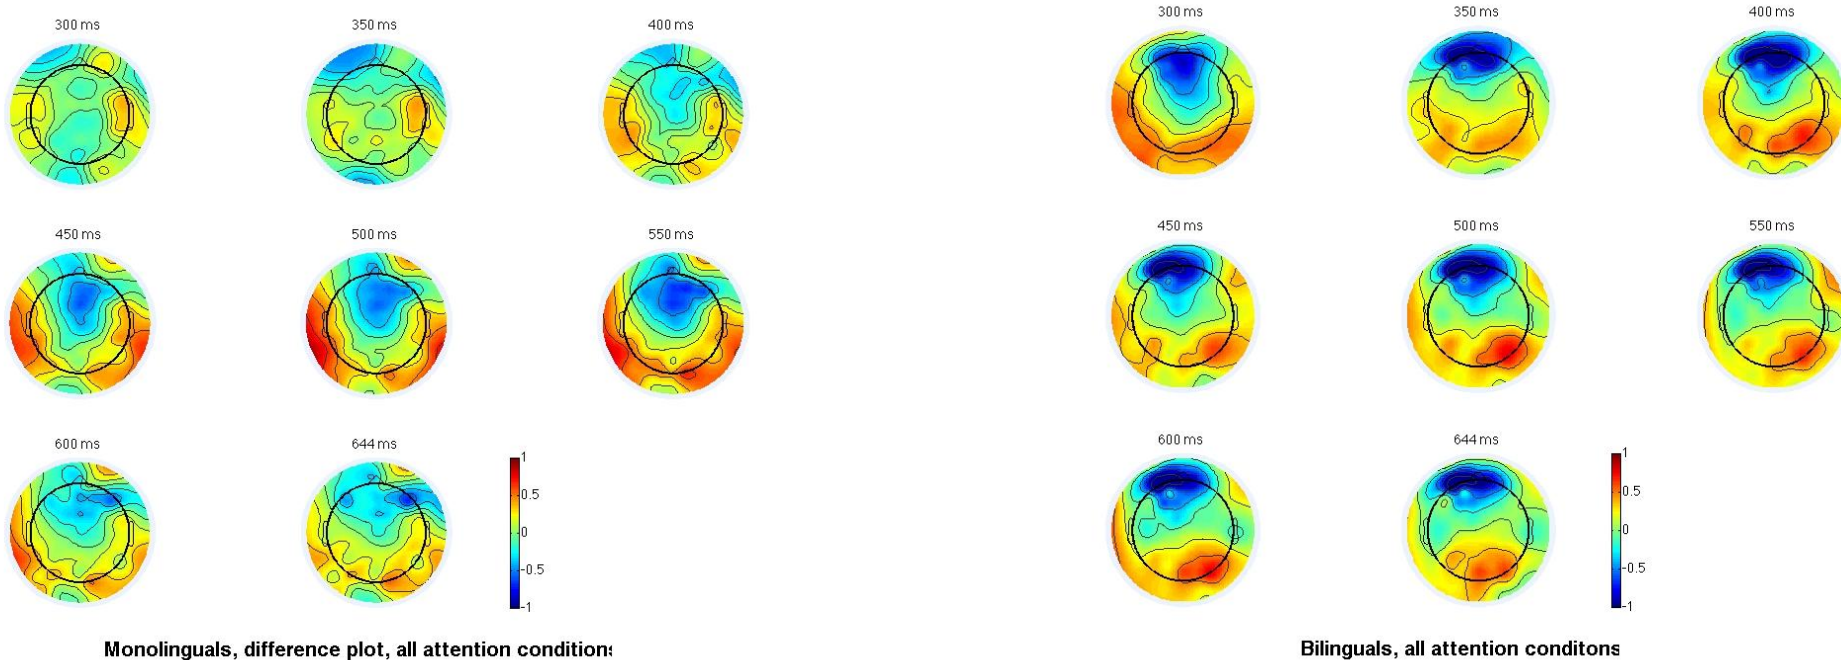 300 ms
350 ms
400 ms
450 ms
500 ms
550 ms
600 ms
644 ms
1
0.5
0
-0.5
-1
Monolinguals, difference plot, all attention conditions
300 ms
350 ms
400 ms
450 ms
500 ms
550 ms
600 ms
644 ms
1
0.5
0
-0.5
-1
Bilinguals, all attention conditons